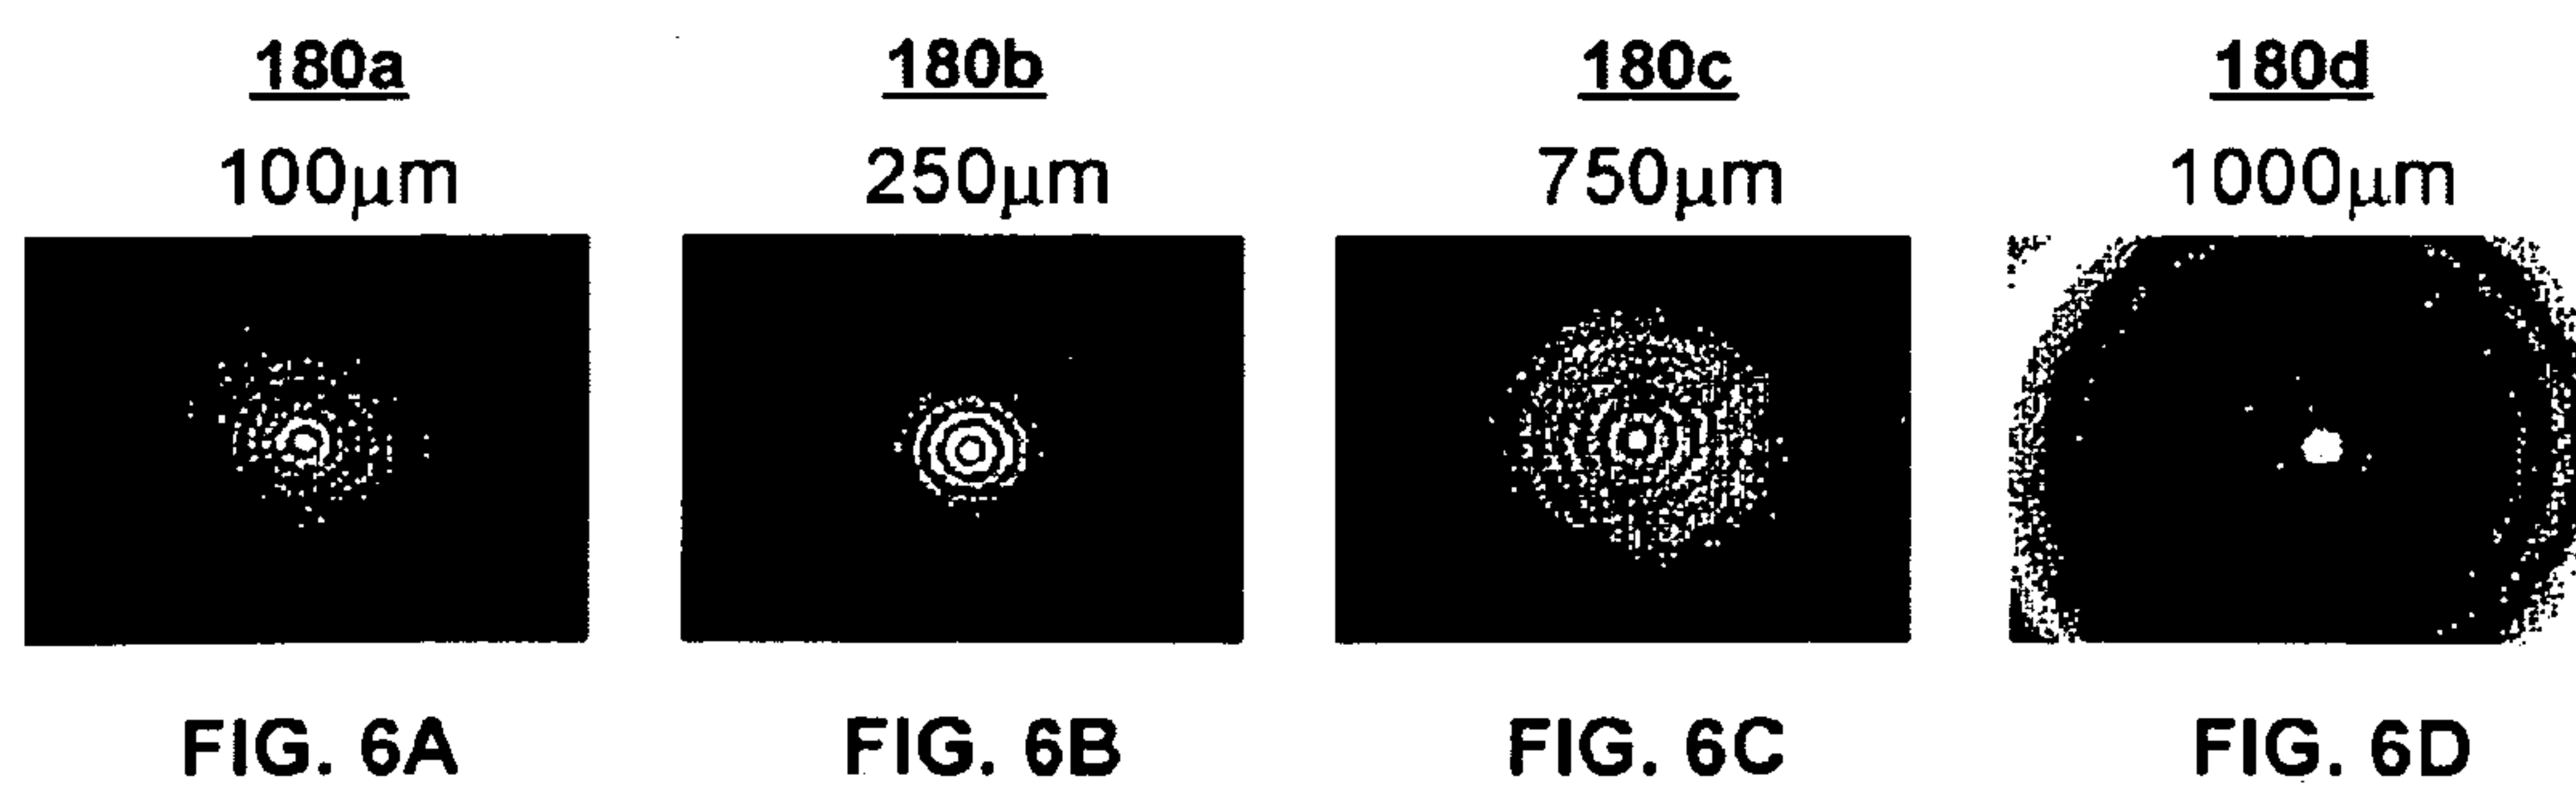 180a 180b 180c 180d
100μm 250μm 750μm 1000μm
FIG. 6A FIG. 6B FIG. 6C FIG. 6D